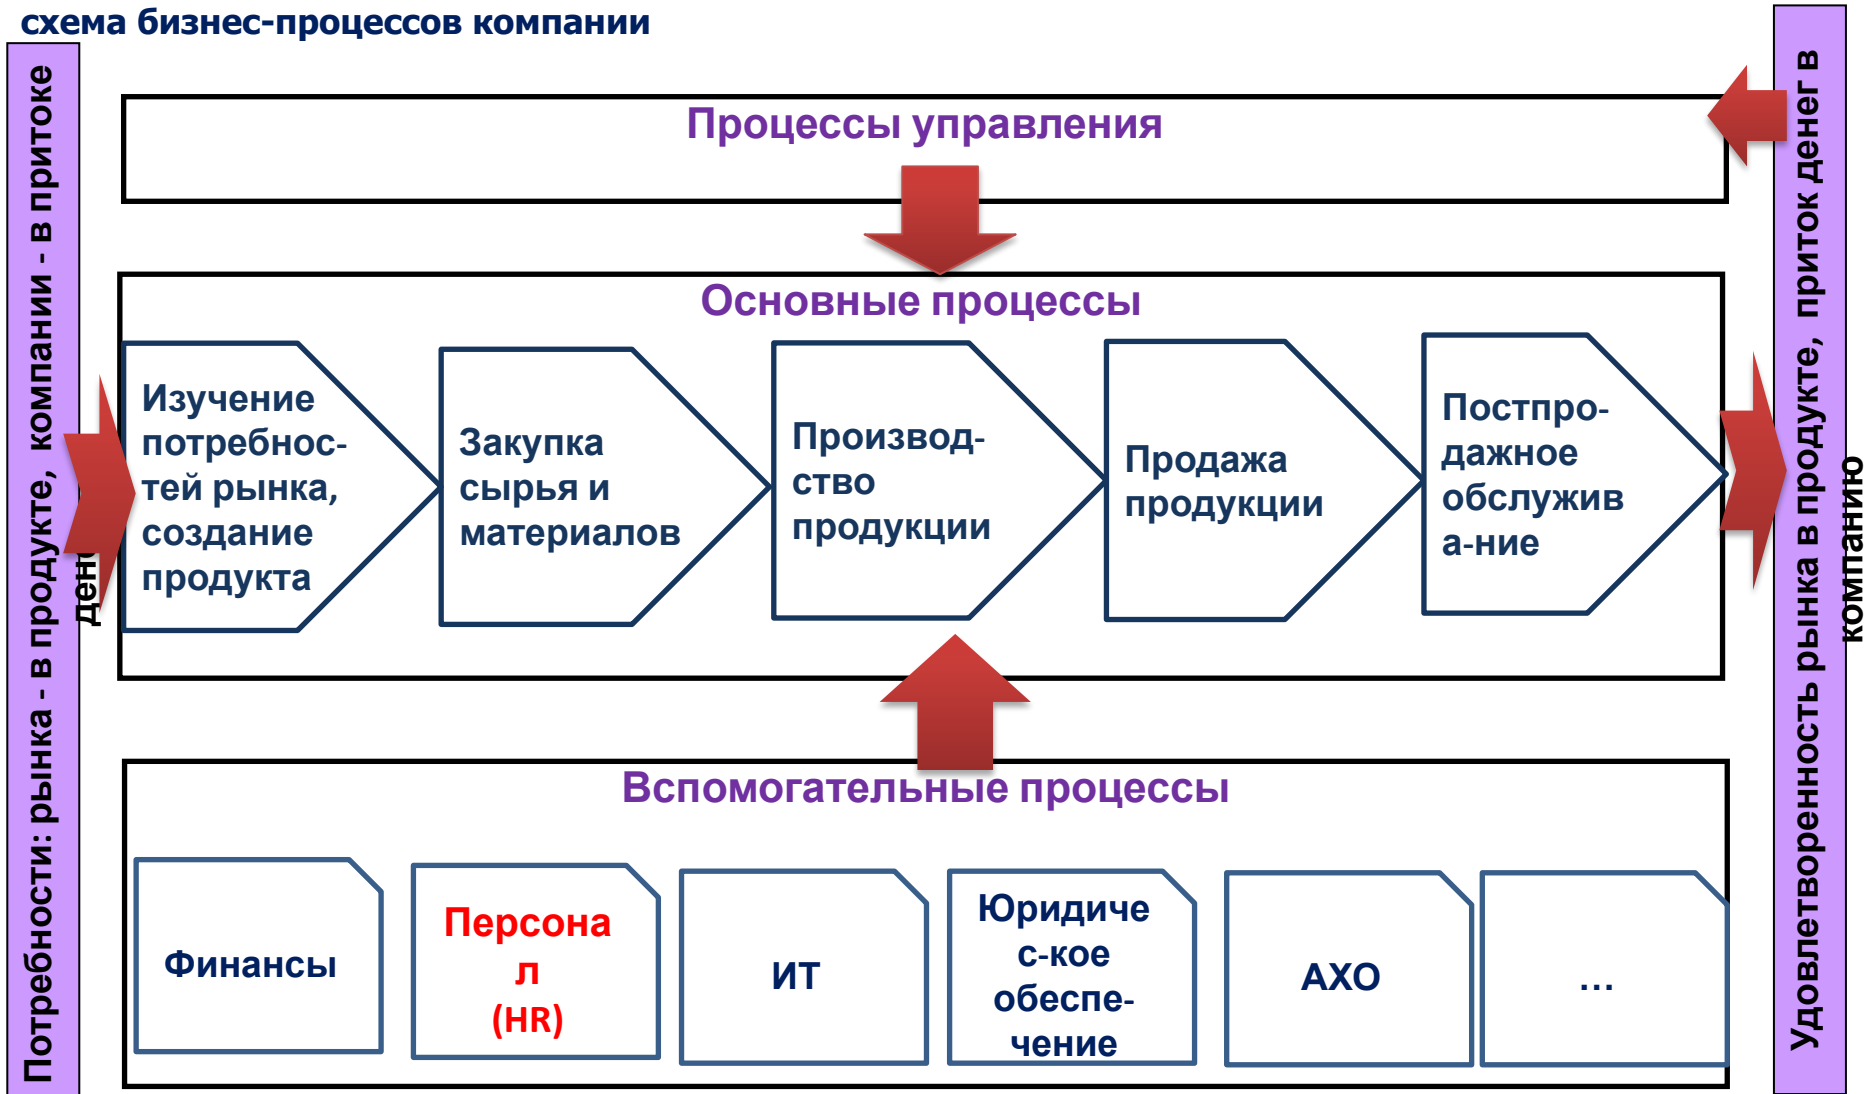 схема бизнес-процессов компании
Потребности: рынка - в продукте, компании - в притоке
Процессы управления
Основные процессы
Изучение
потребнос-
тей рынка,
создание
продукта
Закупка
сырья и
материалов
Производ-
ство
продукции
Продажа
продукции
Постпро-
дажное
обслужив
а-ние
Вспомогательные процессы
Финансы
Персона
л
(HR)
ИТ
Юридичес
с-кое
обеспе-
чение
АХО
...
Удовлетворенность рынка в продукте, приток денег в
компанию